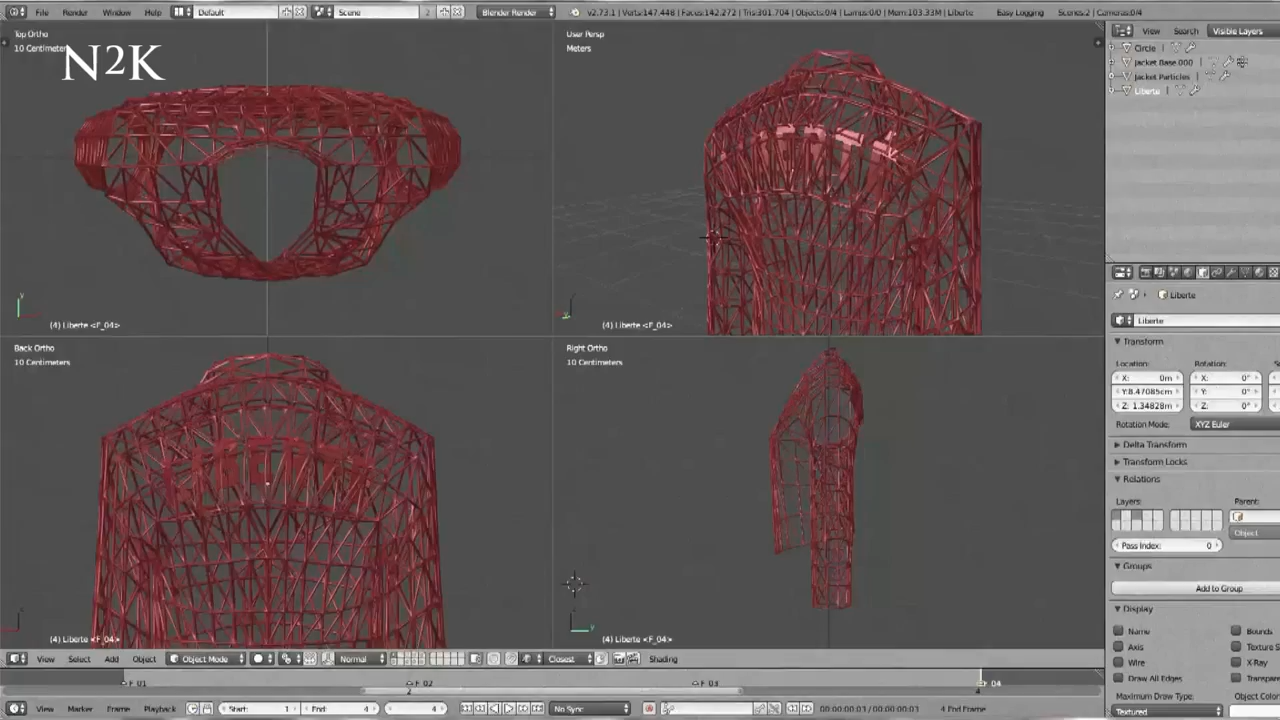 File Render Window Help Default Scene 2 Blender Render v2.73.1 | Verts:147.448 | Faces:142.272 | Tris:301.704 | Objects:0/4 | Lamps:0/0 | Mem:103.33M | Liberte Easy Logging Scenes:2 | Cameras:0/4
Top Ortho
10 Centimeters
N2K
(4) Liberte <F_04>
User Persp
Meters
(4) Liberte <F_04>
Back Ortho
10 Centimeters
(4) Liberte <F_04>
Right Ortho
10 Centimeters
(4) Liberte <F_04>
View Search Visible Layers
Circle
Jacket Base.000
Jacket Particles
Liberte
Liberte
Liberte
Transform
Location: Rotation:
X: 0m X: 0°
Y:8.47085cm Y: 0°
Z: 1.34828m Z: 0°
Rotation Mode: XYZ Euler
Delta Transform
Transform Locks
Relations
Layers: Parent:
Object
Pass Index: 0
Groups
Add to Group
Display
Name Bounds
Axis Texture S
Wire X-Ray
Draw All Edges Transpare
Maximum Draw Type: Object Color
Textured
View Select Add Object Object Mode Normal Closest Shading
F_01 F_02 F_03 04
2 4
View Marker Frame Playback Start: 1 End: 4 4 No Sync 00:00:00:03 / 00:00:00:03 4 End Frame